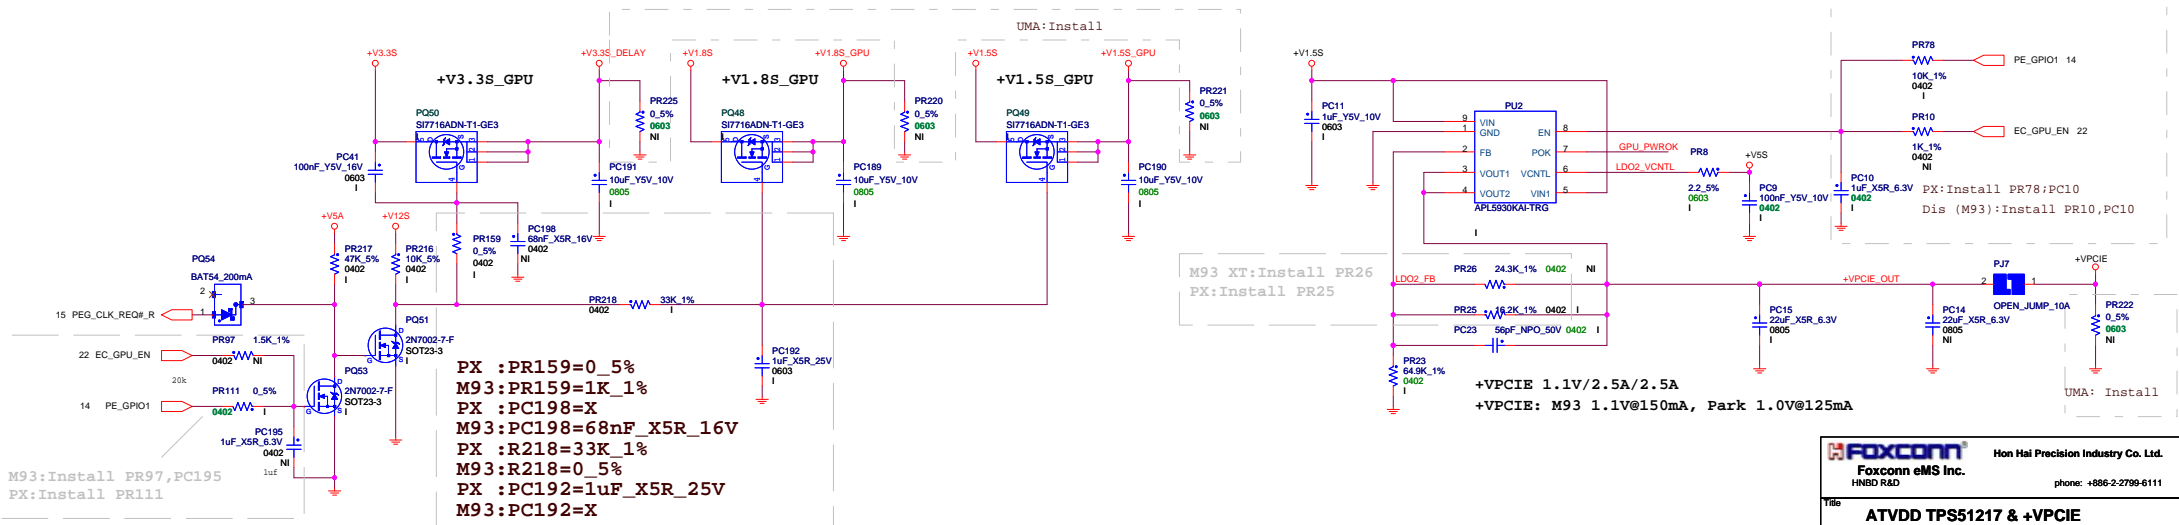 UMA:Install
+V3.3S
+V3.3S_DELAY
+V1.8S
+V1.8S_GPU
+V1.5S
+V1.5S_GPU
+V3.3S_GPU
+V1.8S_GPU
+V1.5S_GPU
PQ50
SI7716ADN-T1-GE3
PR225
0_5%
0603
NI
PQ48
SI7716ADN-T1-GE3
PR220
0_5%
0603
NI
PQ49
SI7716ADN-T1-GE3
PR221
0_5%
0603
NI
PC41
100nF_Y5V_16V
0603
I
PC191
10uF_Y5V_10V
0805
I
PC189
10uF_Y5V_10V
0805
I
PC190
10uF_Y5V_10V
0805
I
+V5A
+V12S
PR217
47K_5%
0402
I
PR216
10K_5%
0402
I
PR159
0_5%
0402
I
PC198
68nF_X5R_16V
0402
NI
PQ54
BAT54_200mA
2
1
3
15 PEG_CLK_REQ#_R
PR218
0402
33K_1%
I
PC192
1uF_X5R_25V
0603
I
PQ51
2N7002-7-F
SOT23-3
I
22 EC_GPU_EN
PR97 1.5K_1%
0402 NI
20k
PR111 0_5%
14 PE_GPIO1
0402 I
PQ53
2N7002-7-F
SOT23-3
I
PC195
1uF_X5R_6.3V
0402
NI
1uf
M93:Install PR97,PC195
PX:Install PR111
PX :PR159=0_5%
M93:PR159=1K_1%
PX :PC198=X
M93:PC198=68nF_X5R_16V
PX :R218=33K_1%
M93:R218=0_5%
PX :PC192=1uF_X5R_25V
M93:PC192=X
+V1.5S
PC11
1uF_Y5V_10V
0603
I
PU2
9 VIN
1 GND
2 FB
3 VOUT1
4 VOUT2
EN 8
POK 7
VCNTL 6
VIN1 5
APL5930KAI-TRG
I
GPU_PWROK
LDO2_VCNTL
PR8
2.2_5%
0603
I
+V5S
PC9
100nF_Y5V_10V
0402
I
PR78
10K_1%
0402
I
PE_GPIO1 14
PR10
1K_1%
0402
NI
EC_GPU_EN 22
PC10
1uF_X5R_6.3V
0402
I
PX:Install PR78;PC10
Dis (M93):Install PR10,PC10
M93 XT:Install PR26
PX:Install PR25
LDO2_FB
PR26 24.3K_1% 0402 NI
PR25 16.2K_1% 0402 I
PC23 56pF_NPO_50V 0402 I
PR23
64.9K_1%
0402
I
+VPCIE_OUT
PC15
22uF_X5R_6.3V
0805
I
PC14
22uF_X5R_6.3V
0805
NI
PJ7
2 1
OPEN_JUMP_10A
+VPCIE
PR222
0_5%
0603
NI
UMA: Install
+VPCIE 1.1V/2.5A/2.5A
+VPCIE: M93 1.1V@150mA, Park 1.0V@125mA
FOXCONN
Hon Hai Precision Industry Co. Ltd.
Foxconn eMS Inc.
HNBD R&D
phone: +886-2-2799-6111
Title
ATVDD TPS51217 & +VPCIE